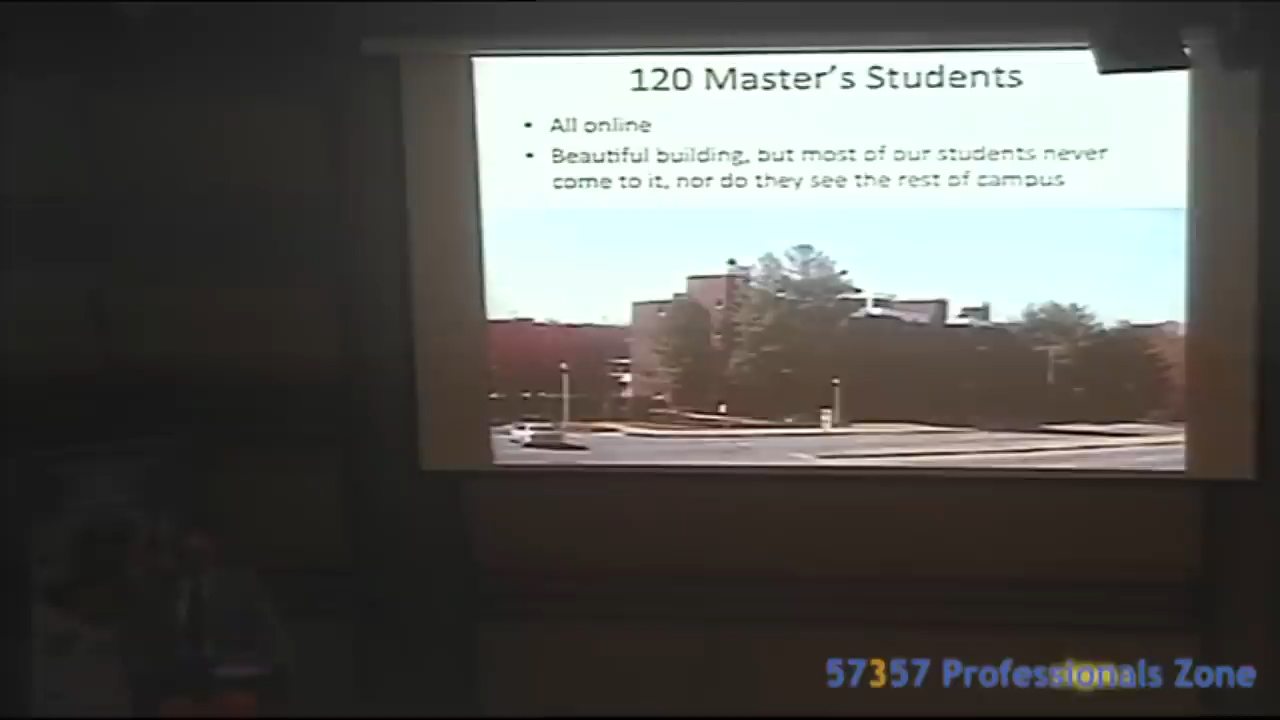 120 Master's Students
• All online
• Beautiful building, but most of our students never
come to it, nor do they see the rest of campus
57357 Professionals Zone